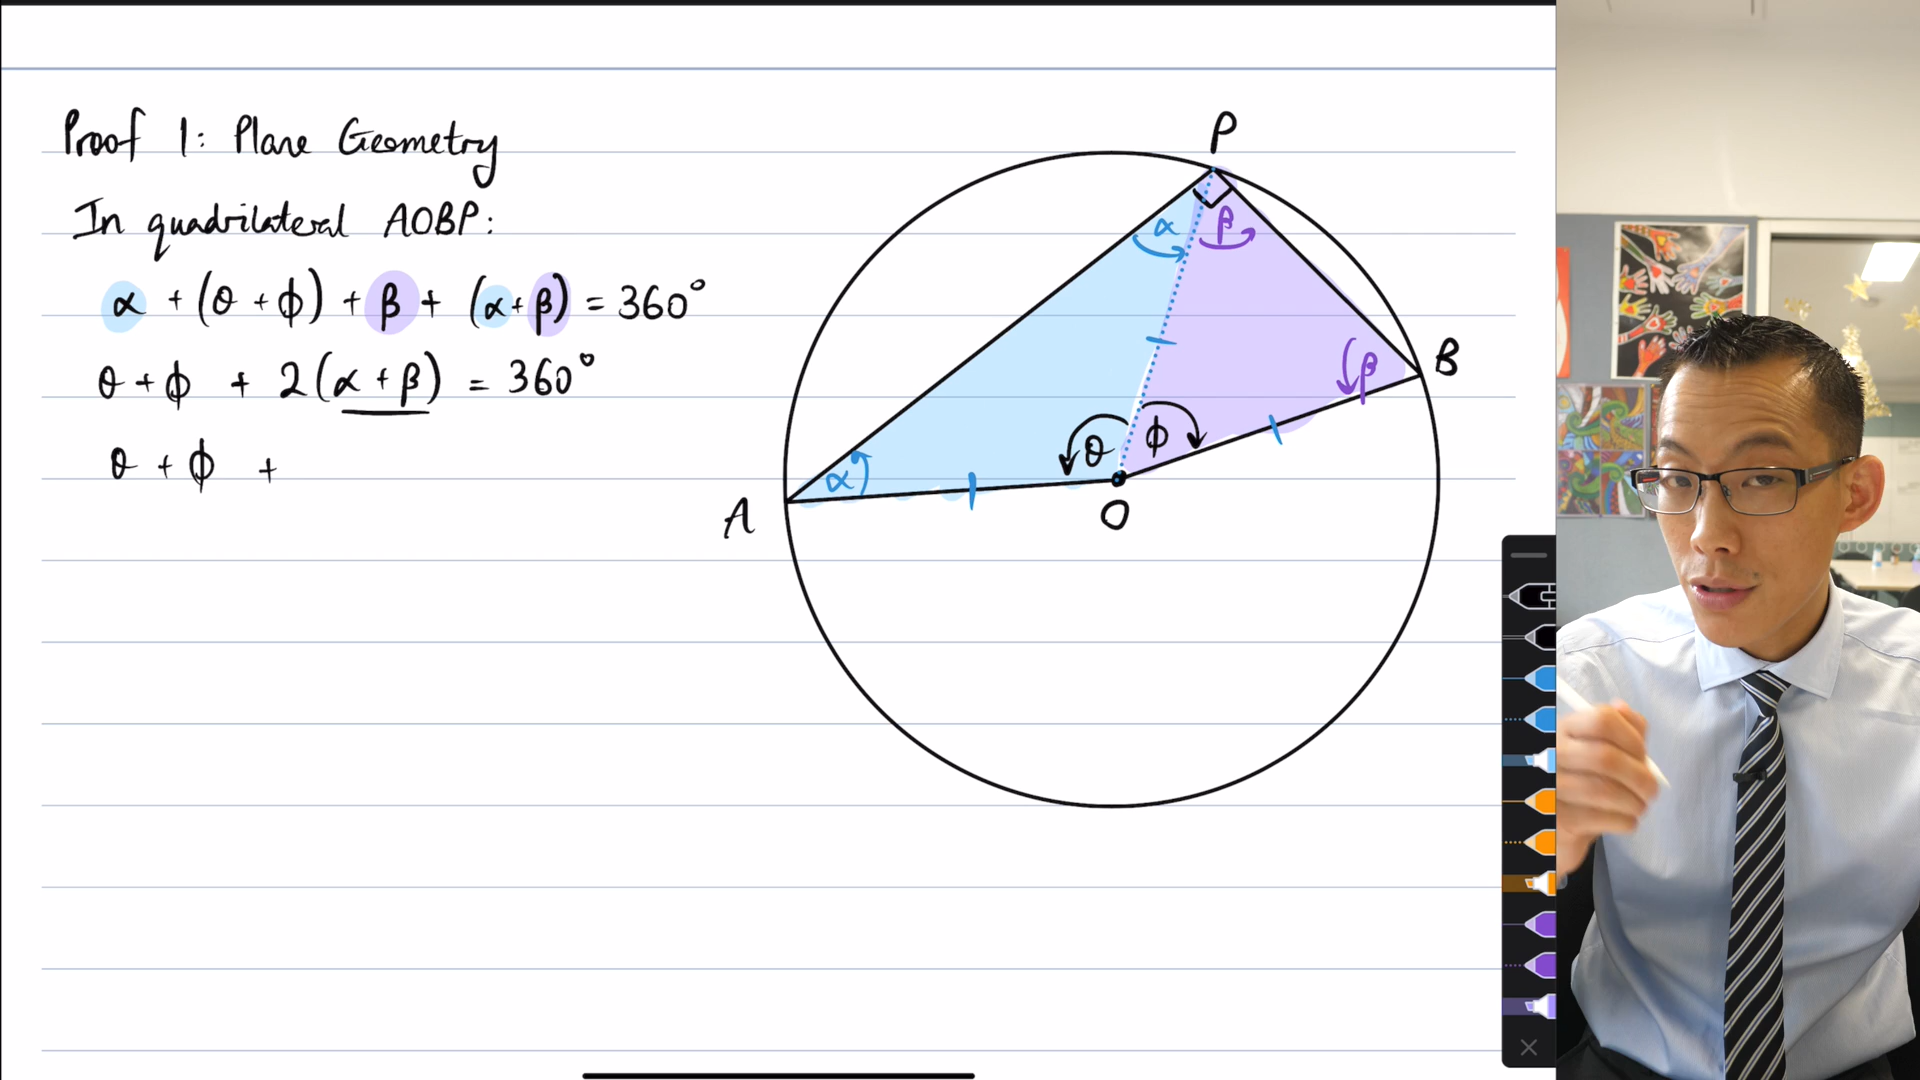 Proof 1: Plane Geometry
In quadrilateral AOBP:
α + (θ + ϕ) + β + (α + β) = 360°
θ + ϕ + 2(α + β) = 360°
θ + ϕ +
P
α β
B
β
θ ϕ
α
A
O